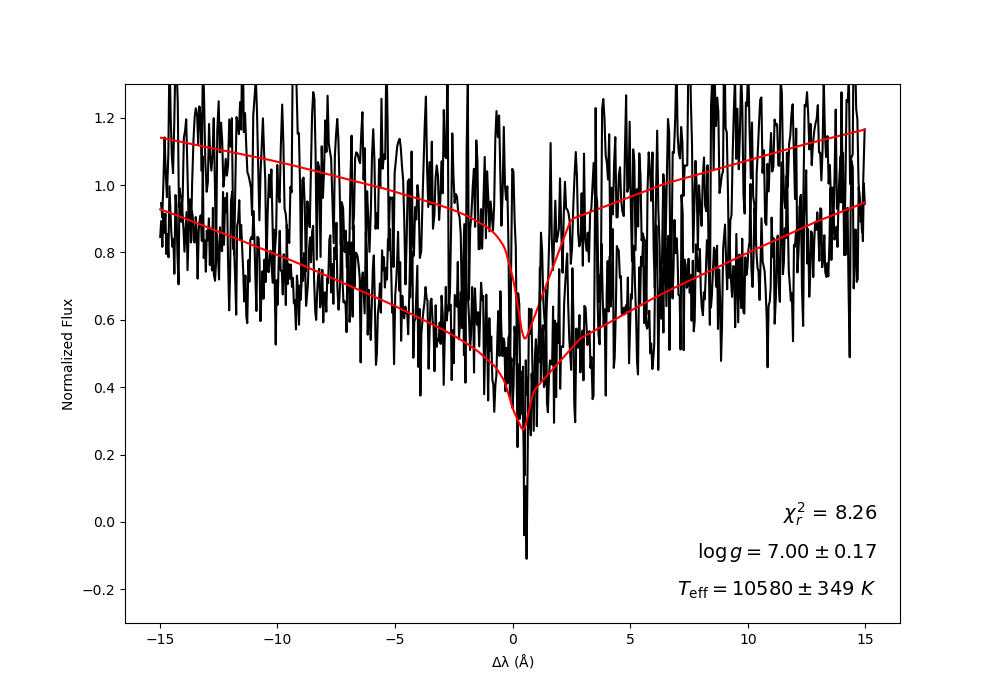 1.2
1.0
0.8
0.6
0.4
0.2
0.0
−0.2
Normalized Flux
χ²ᵣ = 8.26
log g = 7.00 ± 0.17
T_eff = 10580 ± 349 K
−15 −10 −5 0 5 10 15
Δλ (Å)